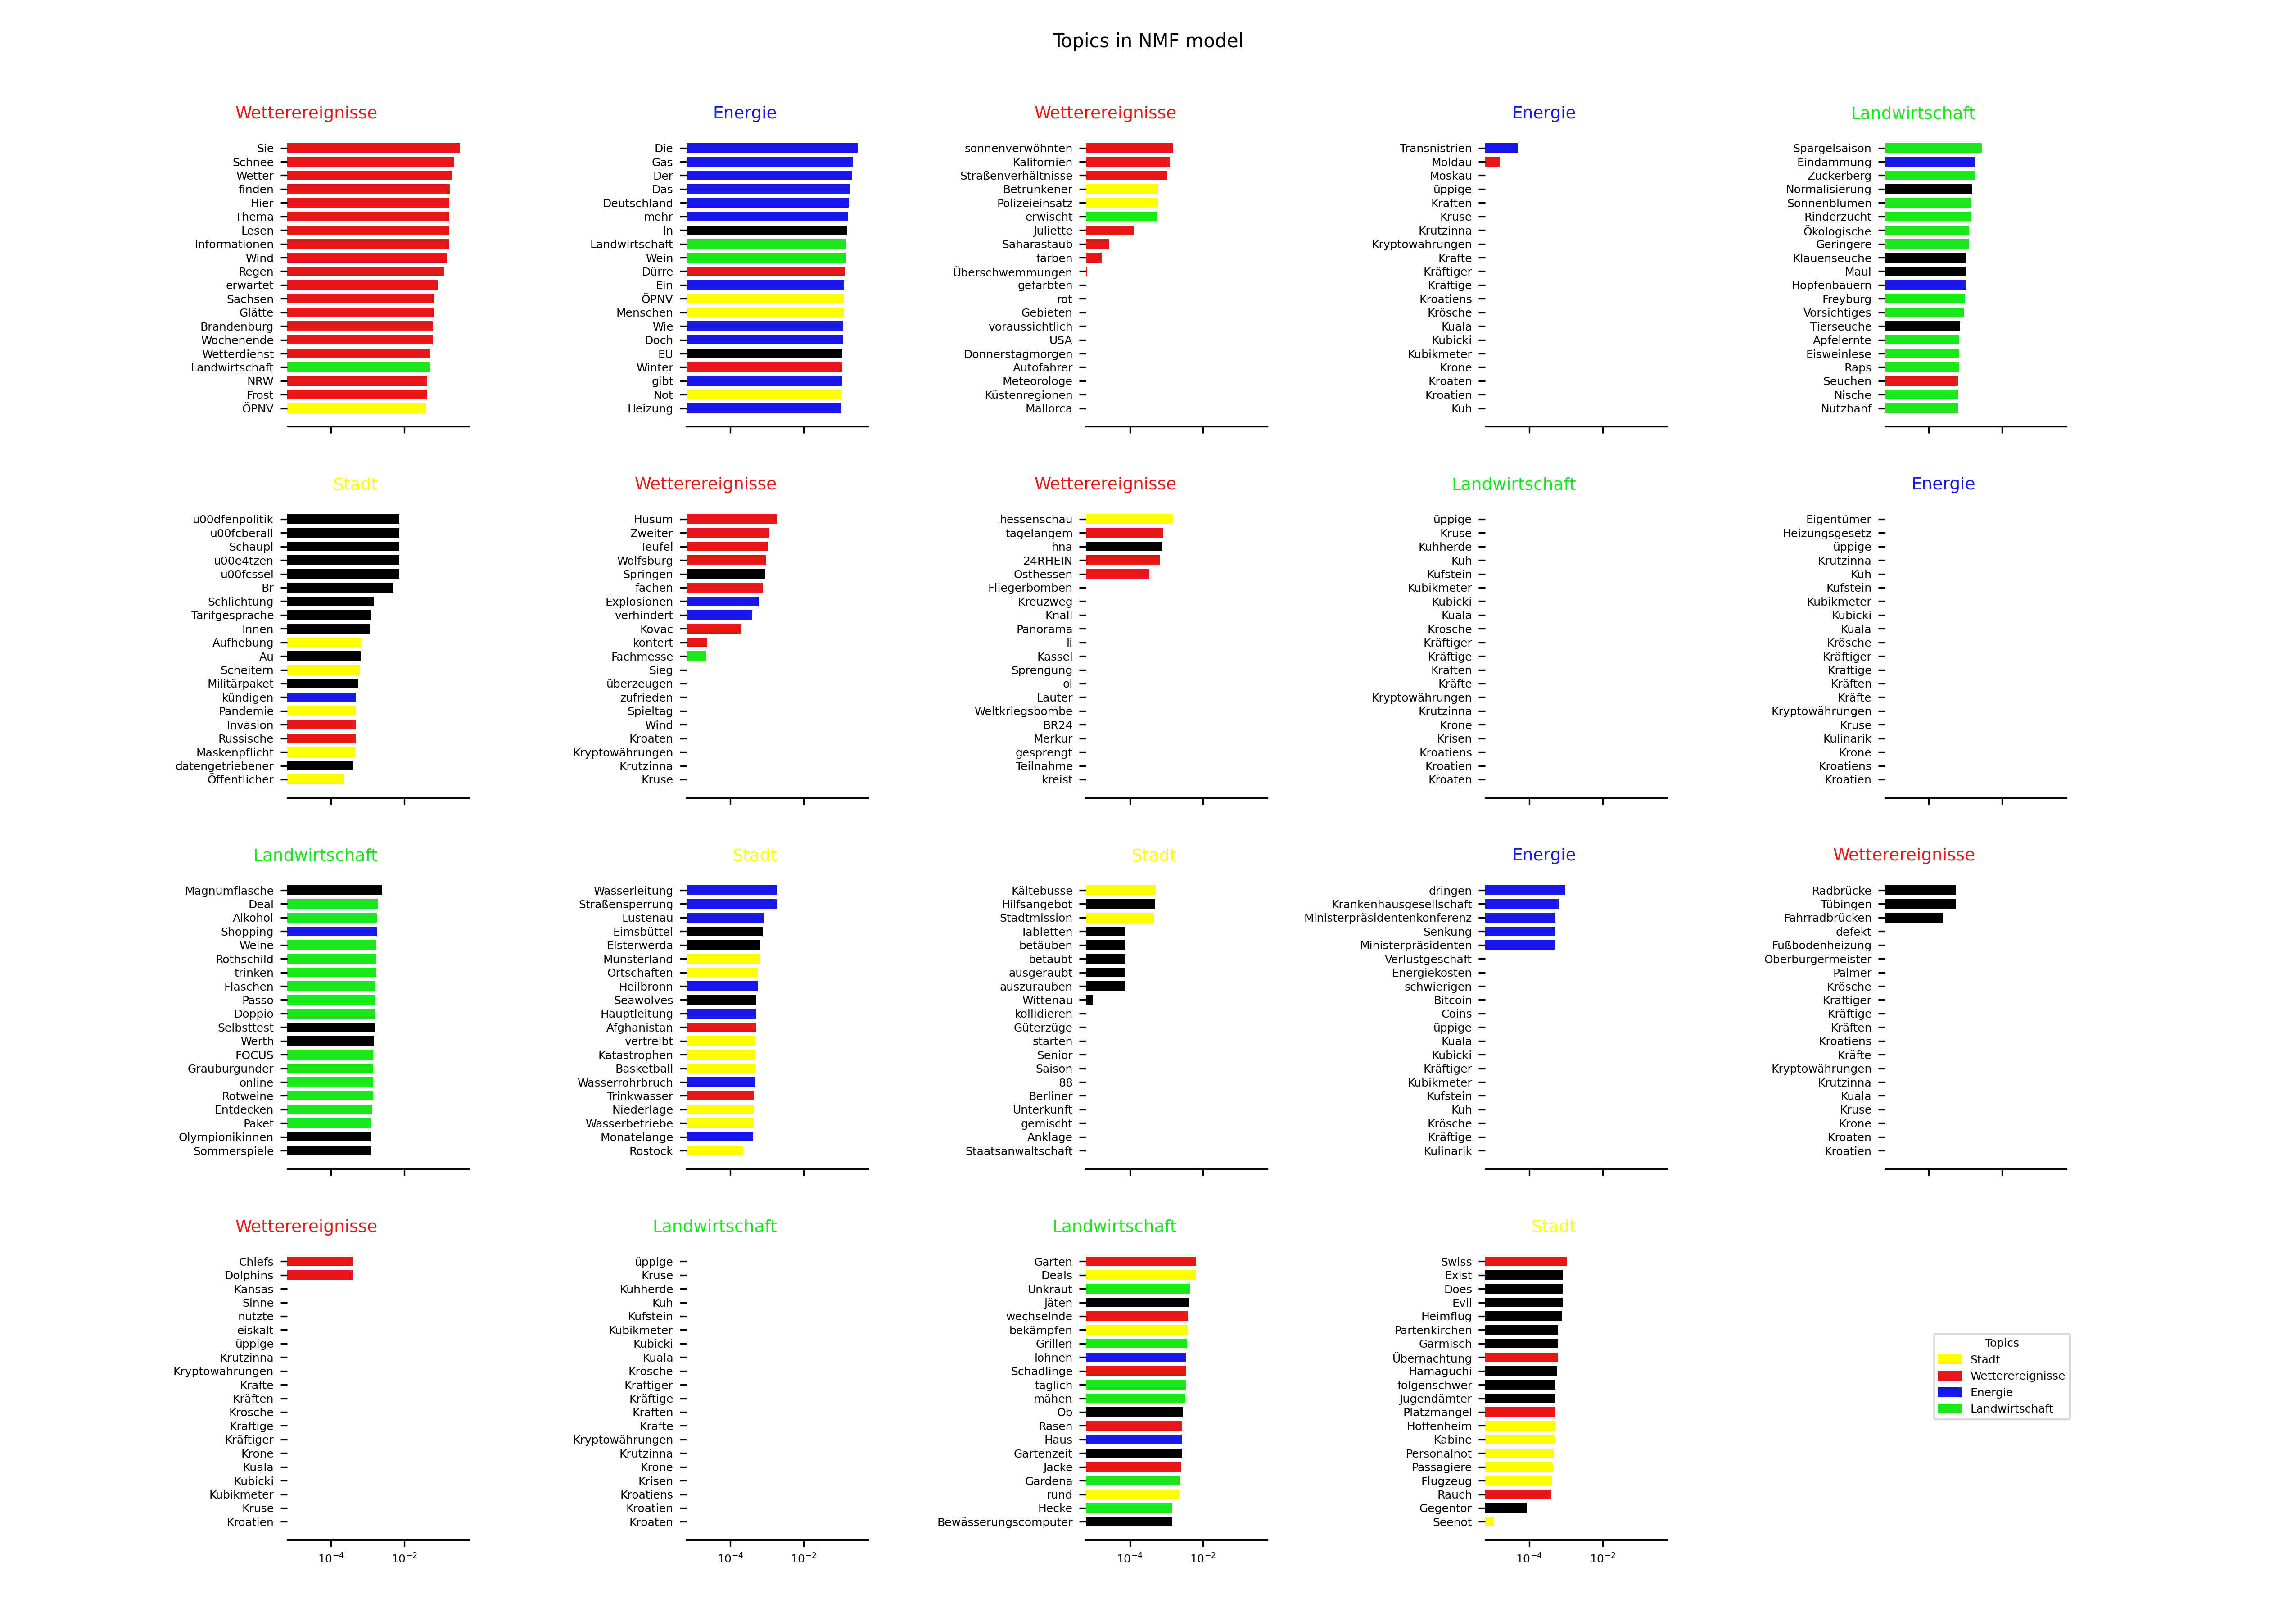 Topics in NMF model
Wetterereignisse
Sie
Schnee
Wetter
finden
Hier
Thema
Lesen
Informationen
Wind
Regen
erwartet
Sachsen
Glätte
Brandenburg
Wochenende
Wetterdienst
Landwirtschaft
NRW
Frost
ÖPNV
Energie
Die
Gas
Der
Das
Deutschland
mehr
In
Landwirtschaft
Wein
Dürre
Ein
ÖPNV
Menschen
Wie
Doch
EU
Winter
gibt
Not
Heizung
Wetterereignisse
sonnenverwöhnten
Kalifornien
Straßenverhältnisse
Betrunkener
Polizeieinsatz
erwischt
Juliette
Saharastaub
färben
Überschwemmungen
gefärbten
rot
Gebieten
voraussichtlich
USA
Donnerstagmorgen
Autofahrer
Meteorologe
Küstenregionen
Mallorca
Energie
Transnistrien
Moldau
Moskau
üppige
Kräften
Kruse
Krutzinna
Kryptowährungen
Kräfte
Kräftiger
Kräftige
Kroatiens
Krösche
Kuala
Kubicki
Kubikmeter
Krone
Kroaten
Kroatien
Kuh
Landwirtschaft
Spargelsaison
Eindämmung
Zuckerberg
Normalisierung
Sonnenblumen
Rinderzucht
Ökologische
Geringere
Klauenseuche
Maul
Hopfenbauern
Freyburg
Vorsichtiges
Tierseuche
Apfelernte
Eisweinlese
Raps
Seuchen
Nische
Nutzhanf
Stadt
u00dfenpolitik
u00fcberall
Schaupl
u00e4tzen
u00fcssel
Br
Schlichtung
Tarifgespräche
Innen
Aufhebung
Au
Scheitern
Militärpaket
kündigen
Pandemie
Invasion
Russische
Maskenpflicht
datengetriebener
Öffentlicher
Wetterereignisse
Husum
Zweiter
Teufel
Wolfsburg
Springen
fachen
Explosionen
verhindert
Kovac
kontert
Fachmesse
Sieg
überzeugen
zufrieden
Spieltag
Wind
Kroaten
Kryptowährungen
Krutzinna
Kruse
Wetterereignisse
hessenschau
tagelangem
hna
24RHEIN
Osthessen
Fliegerbomben
Kreuzweg
Knall
Panorama
li
Kassel
Sprengung
ol
Lauter
Weltkriegsbombe
BR24
Merkur
gesprengt
Teilnahme
kreist
Landwirtschaft
üppige
Kruse
Kuhherde
Kuh
Kufstein
Kubikmeter
Kubicki
Kuala
Krösche
Kräftiger
Kräftige
Kräften
Kräfte
Kryptowährungen
Krutzinna
Krone
Krisen
Kroatiens
Kroatien
Kroaten
Energie
Eigentümer
Heizungsgesetz
üppige
Krutzinna
Kuh
Kufstein
Kubikmeter
Kubicki
Kuala
Krösche
Kräftiger
Kräftige
Kräften
Kräfte
Kryptowährungen
Kruse
Kulinarik
Krone
Kroatiens
Kroatien
Landwirtschaft
Magnumflasche
Deal
Alkohol
Shopping
Weine
Rothschild
trinken
Flaschen
Passo
Doppio
Selbsttest
Werth
FOCUS
Grauburgunder
online
Rotweine
Entdecken
Paket
Olympionikinnen
Sommerspiele
Stadt
Wasserleitung
Straßensperrung
Lustenau
Eimsbüttel
Elsterwerda
Münsterland
Ortschaften
Heilbronn
Seawolves
Hauptleitung
Afghanistan
vertreibt
Katastrophen
Basketball
Wasserrohrbruch
Trinkwasser
Niederlage
Wasserbetriebe
Monatelange
Rostock
Stadt
Kältebusse
Hilfsangebot
Stadtmission
Tabletten
betäuben
betäubt
ausgeraubt
auszurauben
Wittenau
kollidieren
Güterzüge
starten
Senior
Saison
88
Berliner
Unterkunft
gemischt
Anklage
Staatsanwaltschaft
Energie
dringen
Krankenhausgesellschaft
Ministerpräsidentenkonferenz
Senkung
Ministerpräsidenten
Verlustgeschäft
Energiekosten
schwierigen
Bitcoin
Coins
üppige
Kuala
Kubicki
Kräftiger
Kubikmeter
Kufstein
Kuh
Krösche
Kräftige
Kulinarik
Wetterereignisse
Radbrücke
Tübingen
Fahrradbrücken
defekt
Fußbodenheizung
Oberbürgermeister
Palmer
Krösche
Kräftiger
Kräftige
Kräften
Kroatiens
Kräfte
Kryptowährungen
Krutzinna
Kuala
Kruse
Krone
Kroaten
Kroatien
Wetterereignisse
Chiefs
Dolphins
Kansas
Sinne
nutzte
eiskalt
üppige
Krutzinna
Kryptowährungen
Kräfte
Kräften
Krösche
Kräftige
Kräftiger
Krone
Kuala
Kubicki
Kubikmeter
Kruse
Kroatien
10⁻⁴ 10⁻²
Landwirtschaft
üppige
Kruse
Kuhherde
Kuh
Kufstein
Kubikmeter
Kubicki
Kuala
Krösche
Kräftiger
Kräftige
Kräften
Kräfte
Kryptowährungen
Krutzinna
Krone
Krisen
Kroatiens
Kroatien
Kroaten
10⁻⁴ 10⁻²
Landwirtschaft
Garten
Deals
Unkraut
jäten
wechselnde
bekämpfen
Grillen
lohnen
Schädlinge
täglich
mähen
Ob
Rasen
Haus
Gartenzeit
Jacke
Gardena
rund
Hecke
Bewässerungscomputer
10⁻⁴ 10⁻²
Stadt
Swiss
Exist
Does
Evil
Heimflug
Partenkirchen
Garmisch
Übernachtung
Hamaguchi
folgenschwer
Jugendämter
Platzmangel
Hoffenheim
Kabine
Personalnot
Passagiere
Flugzeug
Rauch
Gegentor
Seenot
10⁻⁴ 10⁻²
Topics
Stadt
Wetterereignisse
Energie
Landwirtschaft